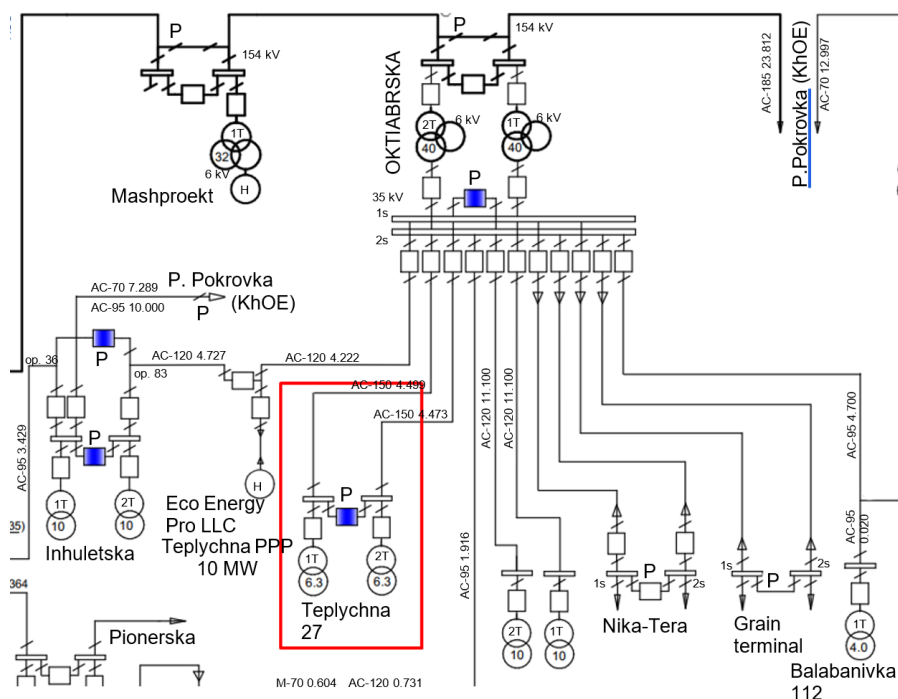 P
154 kV
P
154 kV
AC-185 23.812
P.Pokrovka (KhOE)
AC-70 12.997
1T
32
6 kV
H
Mashproekt
OKTIABRSKA
2T
40
6 kV
1T
40
6 kV
P
35 kV
1s
2s
AC-70 7.289
P. Pokrovka
(KhOE)
AC-95 10.000
P
P
op. 36
AC-120 4.727
op. 83
AC-120 4.222
AC-150 4.499
AC-150 4.473
AC-120 11.100
AC-120 11.100
AC-95 4.700
AC-95 3.429
P
1T
10
2T
10
35)
Inhuletska
H
Eco Energy
Pro LLC
Teplychna PPP
10 MW
P
1T
6.3
2T
6.3
Teplychna
27
AC-95 1.916
2T
10
1T
10
1s
P
2s
Nika-Tera
1s
P
2s
Grain
terminal
AC-95
0.020
1T
4.0
Balabanivka
112
364
Pionerska
M-70 0.604
AC-120 0.731